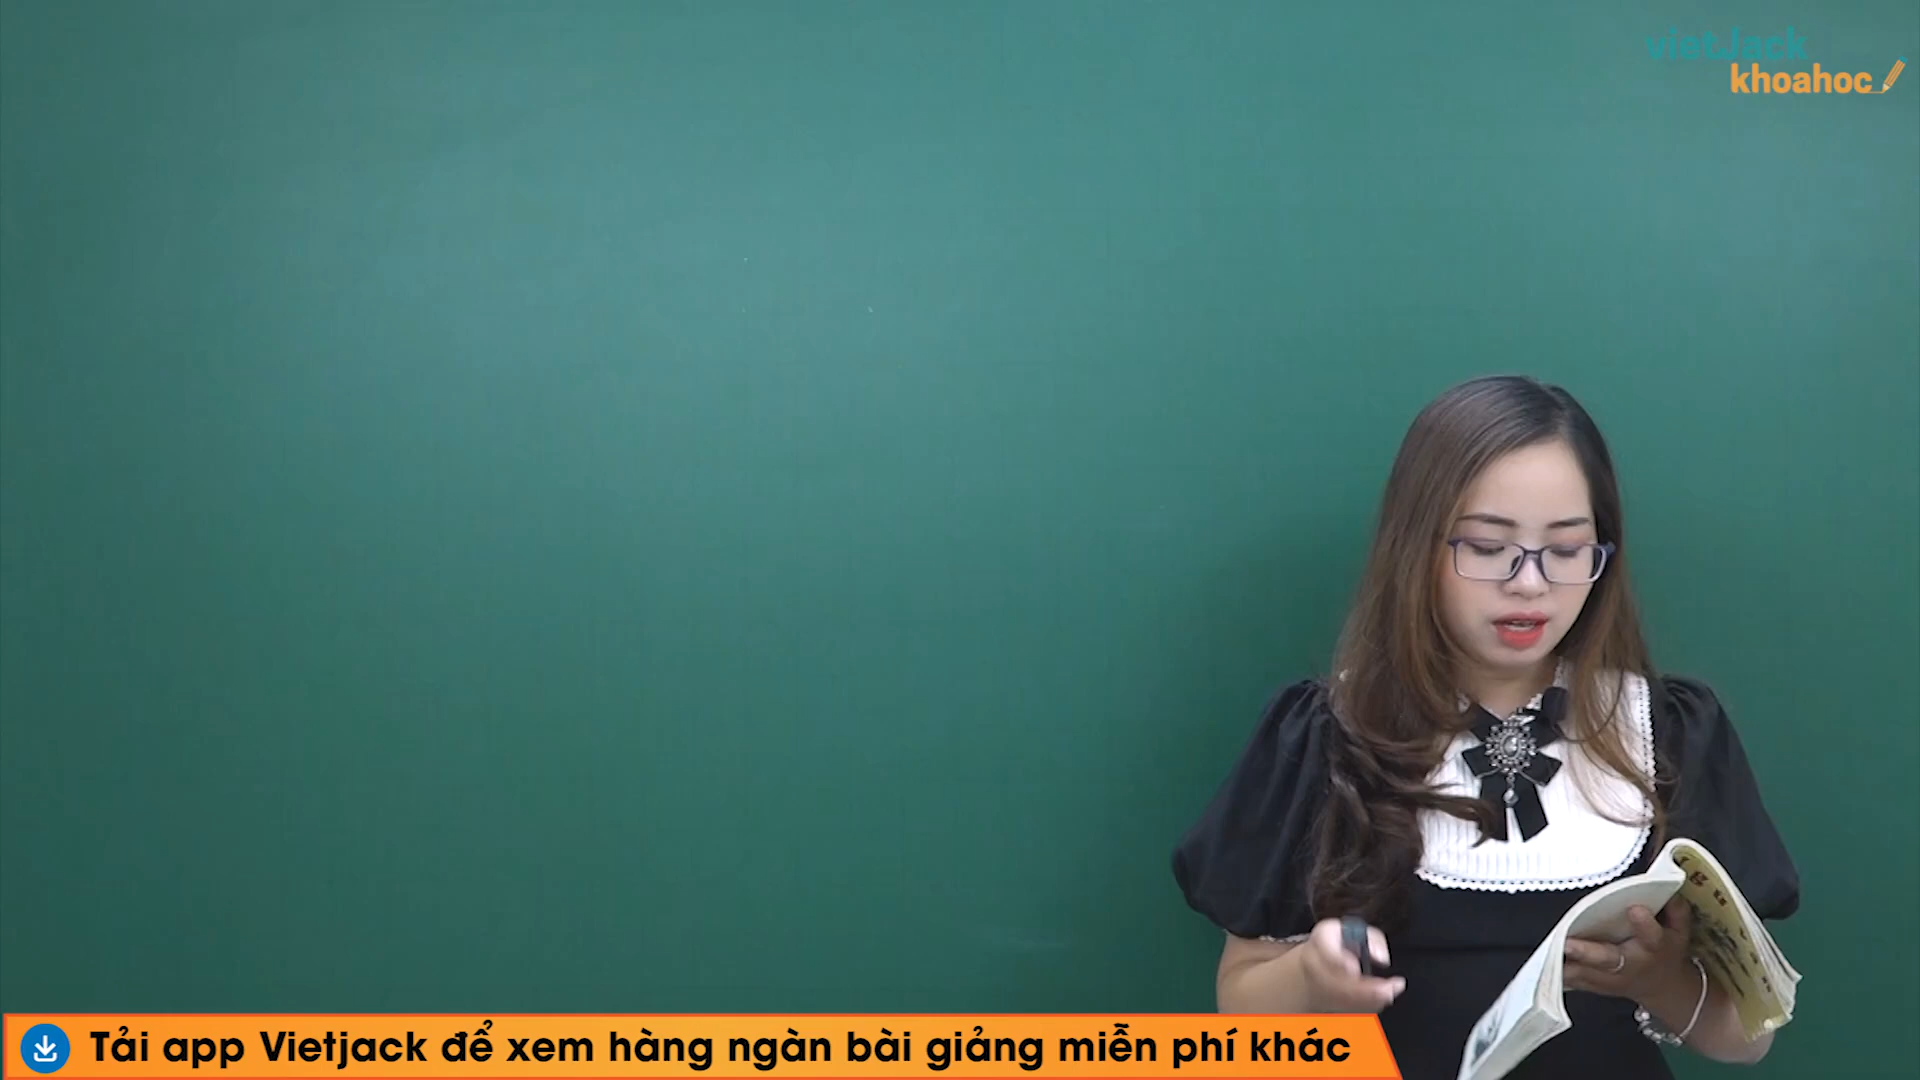 vietJack
khoahoc
Tải app Vietjack để xem hàng ngàn bài giảng miễn phí khác